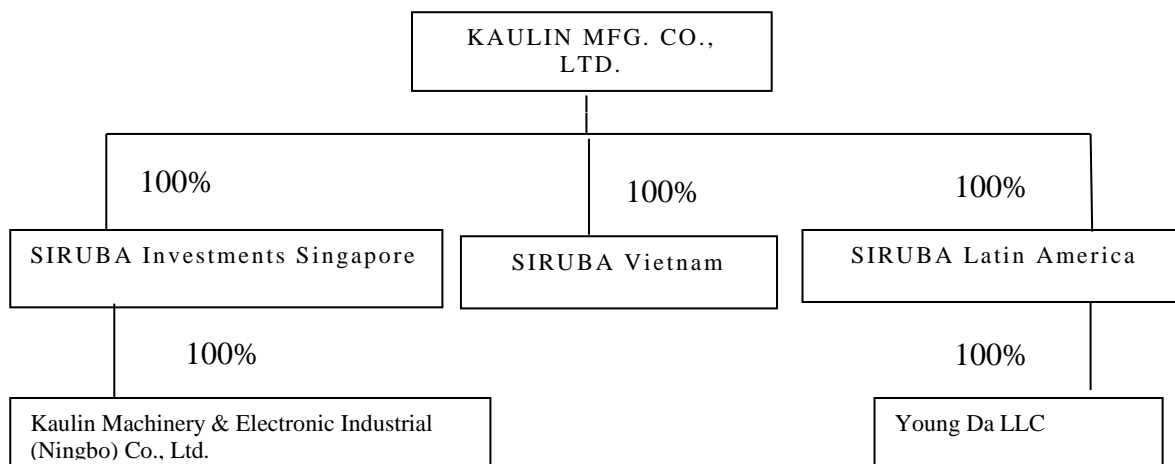 KAULIN MFG. CO.,
LTD.
100%
100%
100%
SIRUBA Investments Singapore
SIRUBA Vietnam
SIRUBA Latin America
100%
100%
Kaulin Machinery & Electronic Industrial
(Ningbo) Co., Ltd.
Young Da LLC